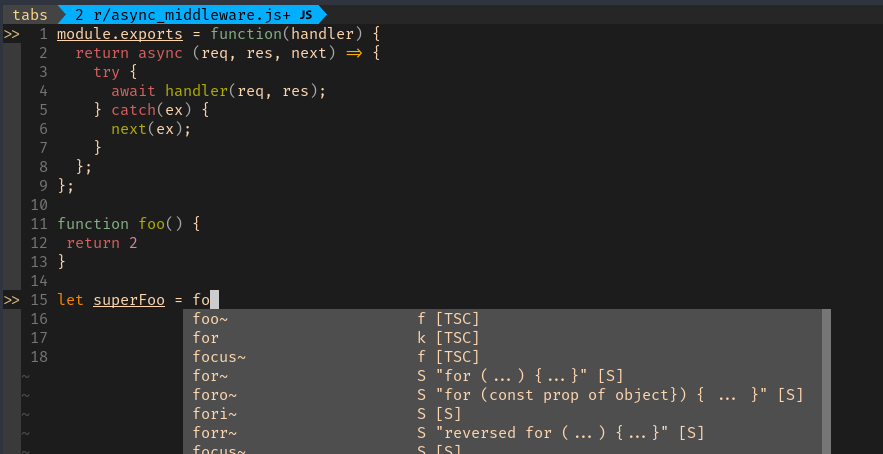 tabs 2 r/async_middleware.js+ JS
>> 1 module.exports = function(handler) {
2 return async (req, res, next) => {
3 try {
4 await handler(req, res);
5 } catch(ex) {
6 next(ex);
7 }
8 };
9 };
10
11 function foo() {
12 return 2
13 }
14
>> 15 let superFoo = fo
16 foo~ f [TSC]
17 for k [TSC]
18 focus~ f [TSC]
~ for~ S "for (...) {...}" [S]
~ foro~ S "for (const prop of object}) { ... }" [S]
~ fori~ S [S]
~ forr~ S "reversed for (...) {...}" [S]
~ focus~ S [S]